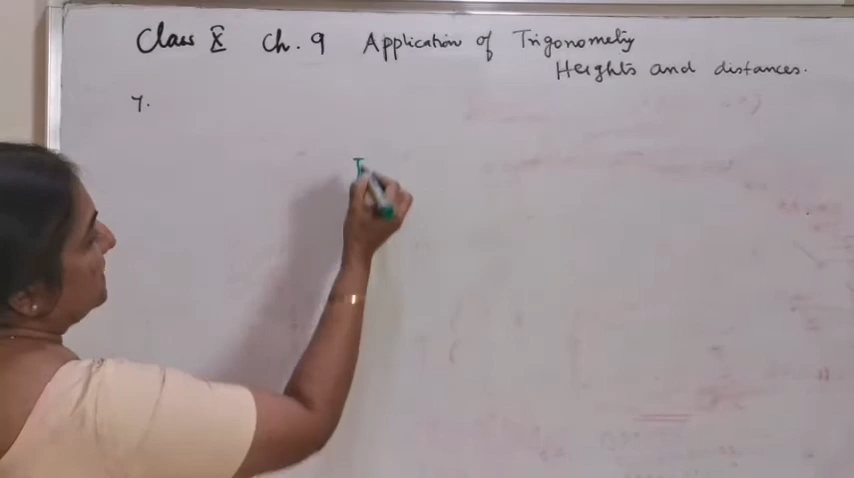 Class X Ch. 9 Application of Trigonometry
Heights and distances.
7.